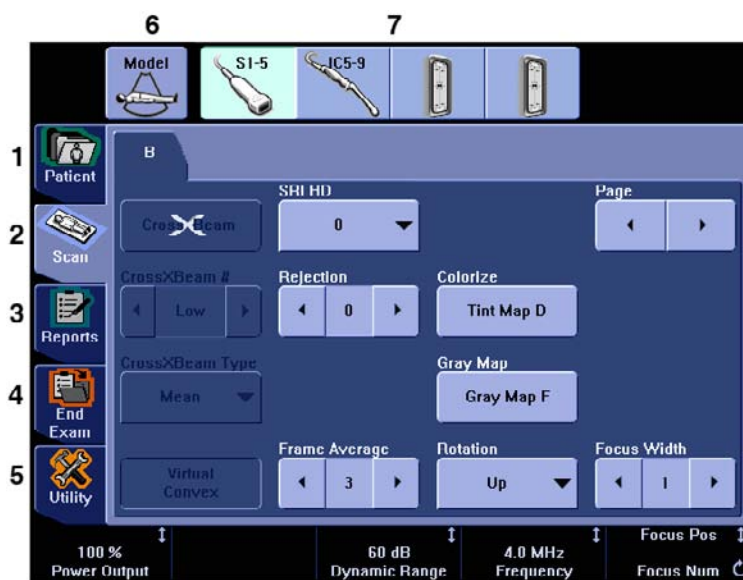 6
7
Model
S1-5
IC5-9
1
Patient
B
SRI HD
Page
2
Scan
CrossXBeam
0
CrossXBeam #
Rejection
Colorize
3
Reports
Low
0
Tint Map D
CrossXBeam Type
Gray Map
4
End
Exam
Mean
Gray Map F
Frame Average
Rotation
Focus Width
5
Utility
Virtual
Convex
3
Up
1
100 %
Power Output
60 dB
Dynamic Range
4.0 MHz
Frequency
Focus Pos
Focus Num